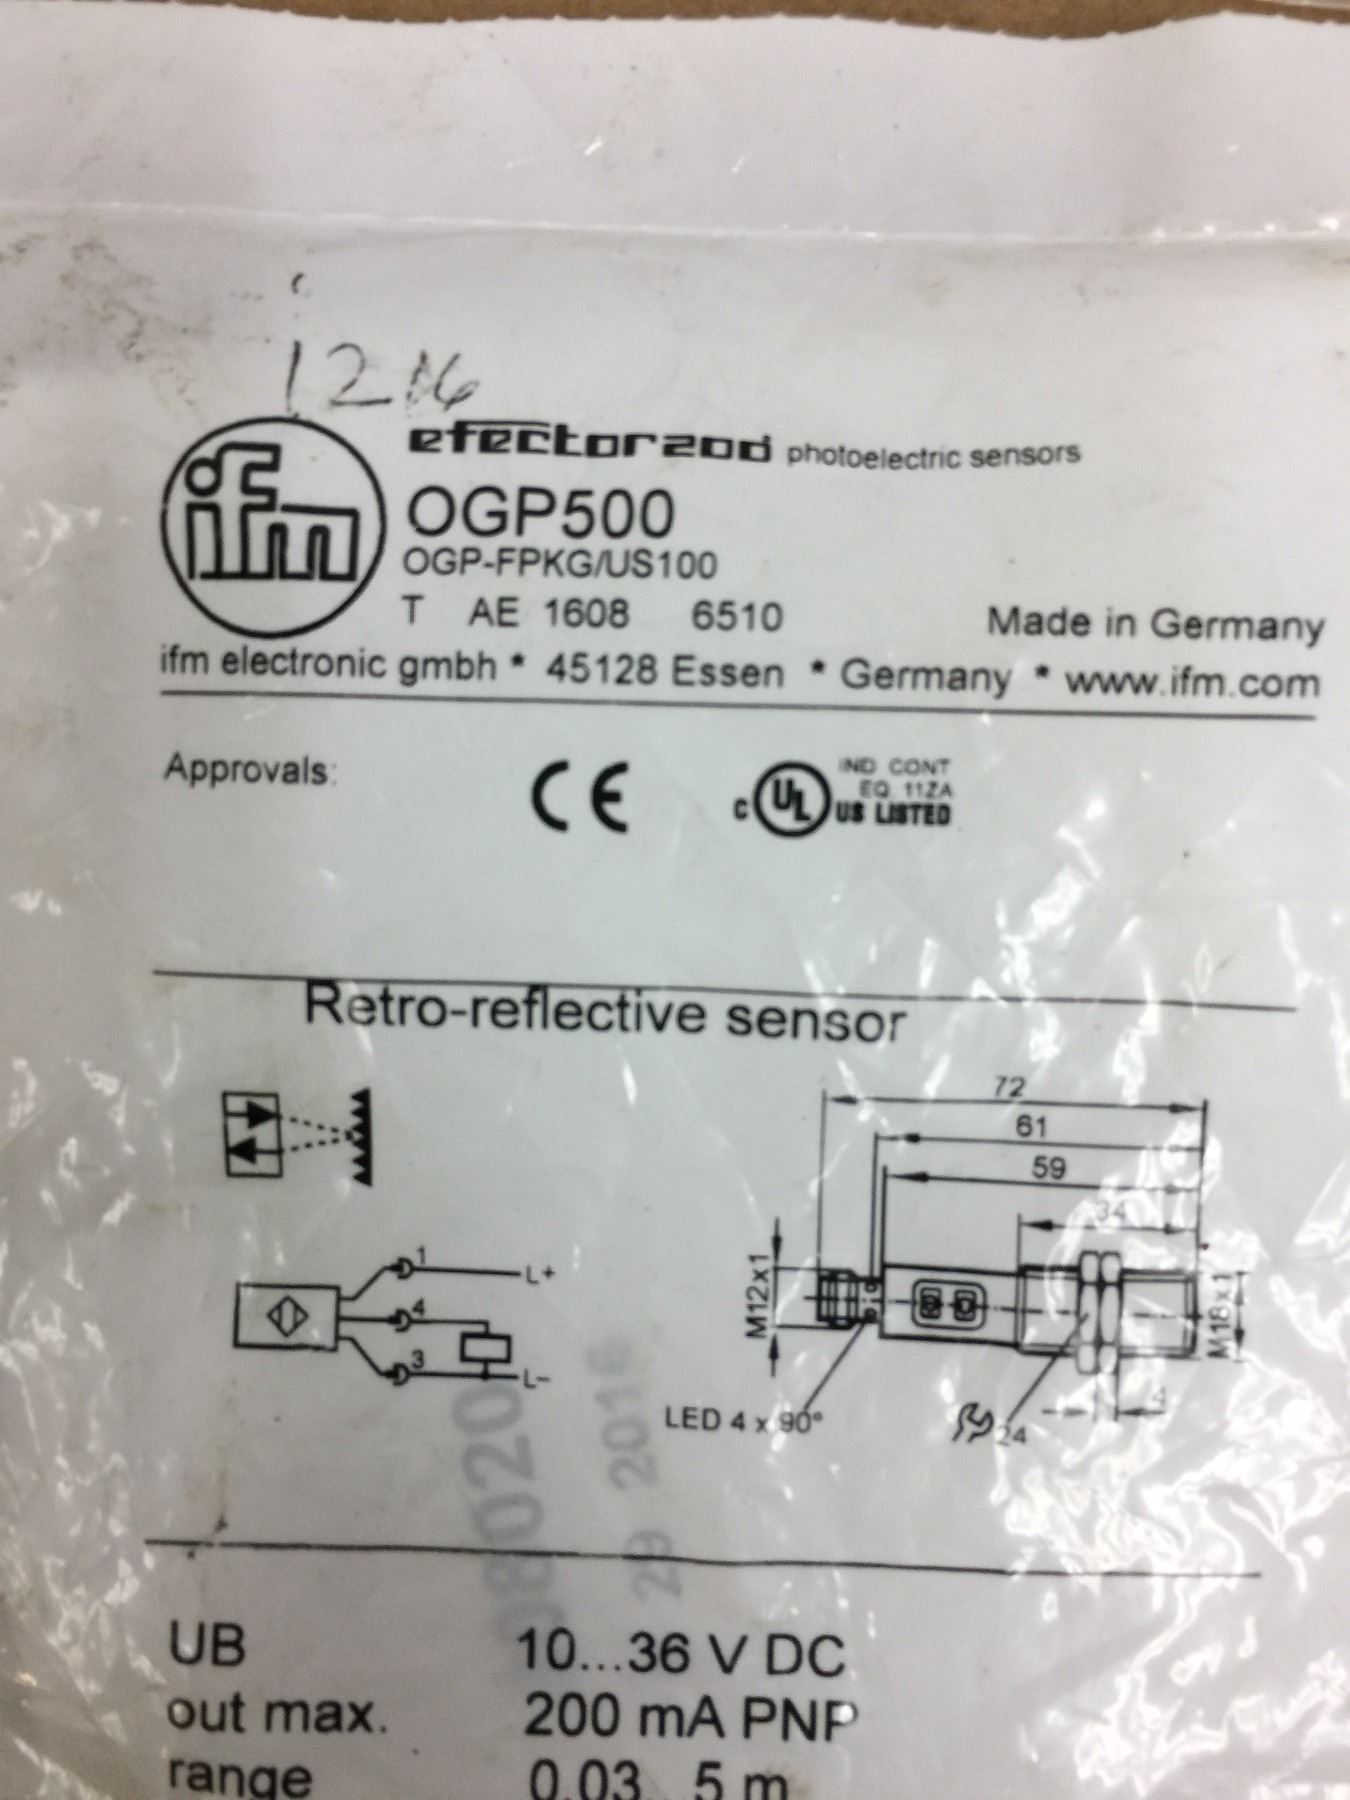 1216
efector200
photoelectric sensors
ifm
OGP500
OGP-FPKG/US100
T AE 1608 6510
Made in Germany
ifm electronic gmbh * 45128 Essen * Germany * www.ifm.com
Approvals:
CE
IND CONT
EQ 11ZA
C UL US LISTED
Retro-reflective sensor
72
61
59
34
1
L+
4
3
L-
M12x1
M18x1
LED 4 x 90°
24
4
29 2016
UB 10...36 V DC
out max. 200 mA PNP
range 0.03...5 m